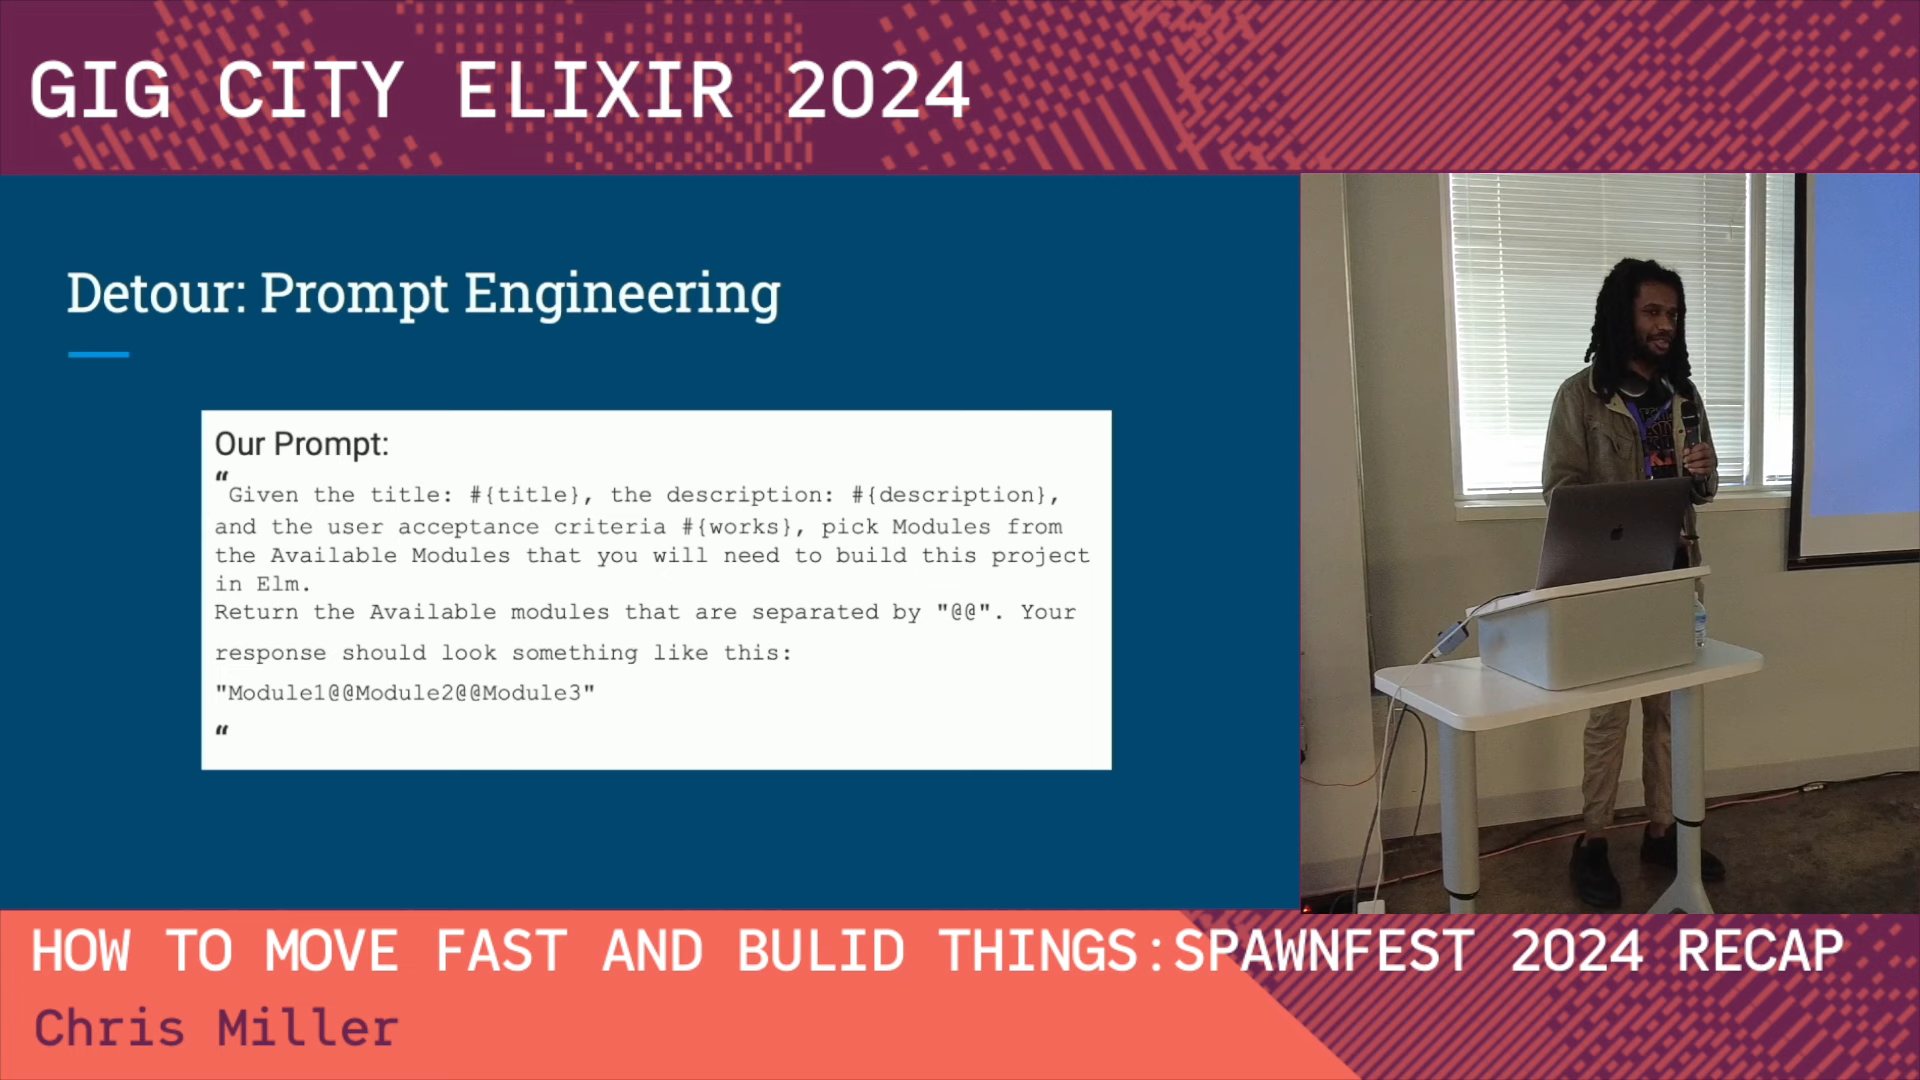 GIG CITY ELIXIR 2024
Detour: Prompt Engineering
Our Prompt:
“
Given the title: #{title}, the description: #{description},
and the user acceptance criteria #{works}, pick Modules from
the Available Modules that you will need to build this project
in Elm.
Return the Available modules that are separated by "@@". Your
response should look something like this:
"Module1@@Module2@@Module3"
“
HOW TO MOVE FAST AND BULID THINGS:SPAWNFEST 2024 RECAP
Chris Miller